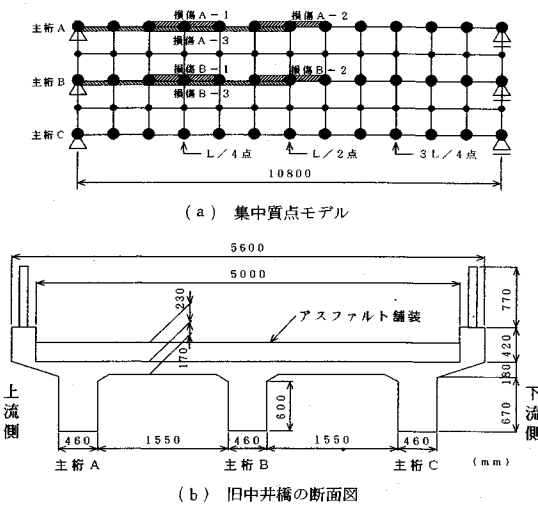 主桁A
損傷A-1
損傷A-2
損傷A-3
主桁B
損傷B-1
損傷B-2
損傷B-3
主桁C
L/4点
L/2点
3L/4点
10800
(a) 集中質点モデル
5600
5000
230
170
アスファルト舗装
770
420
180
670
600
上流側
下流側
460
1550
460
1550
460
主桁A
主桁B
主桁C
(mm)
(b) 旧中井橋の断面図